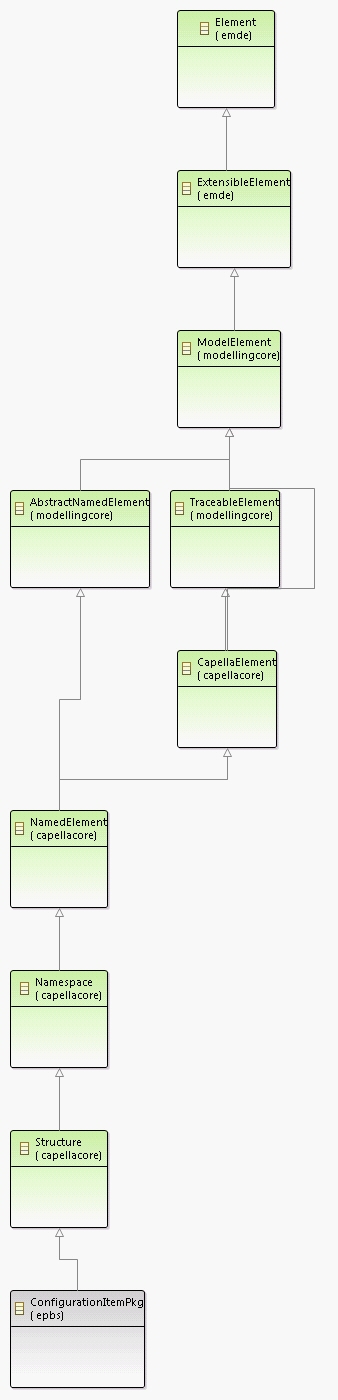 Element
( emde)
ExtensibleElement
( emde)
ModelElement
( modellingcore)
AbstractNamedElement
( modellingcore)
TraceableElement
( modellingcore)
CapellaElement
( capellacore)
NamedElement
( capellacore)
Namespace
( capellacore)
Structure
( capellacore)
ConfigurationItemPkg
( epbs)